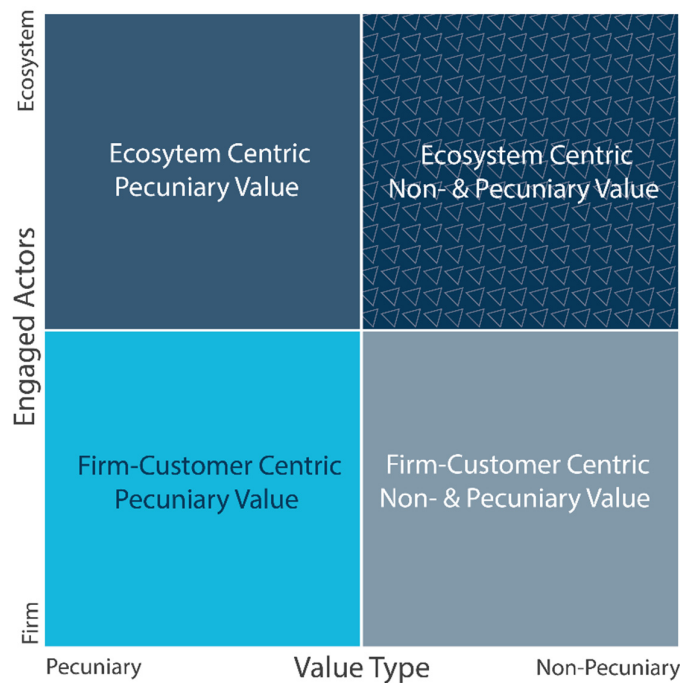 Ecosystem
Engaged Actors
Firm
Ecosytem Centric
Pecuniary Value
Ecosystem Centric
Non- & Pecuniary Value
Firm-Customer Centric
Pecuniary Value
Firm-Customer Centric
Non- & Pecuniary Value
Pecuniary
Value Type
Non-Pecuniary